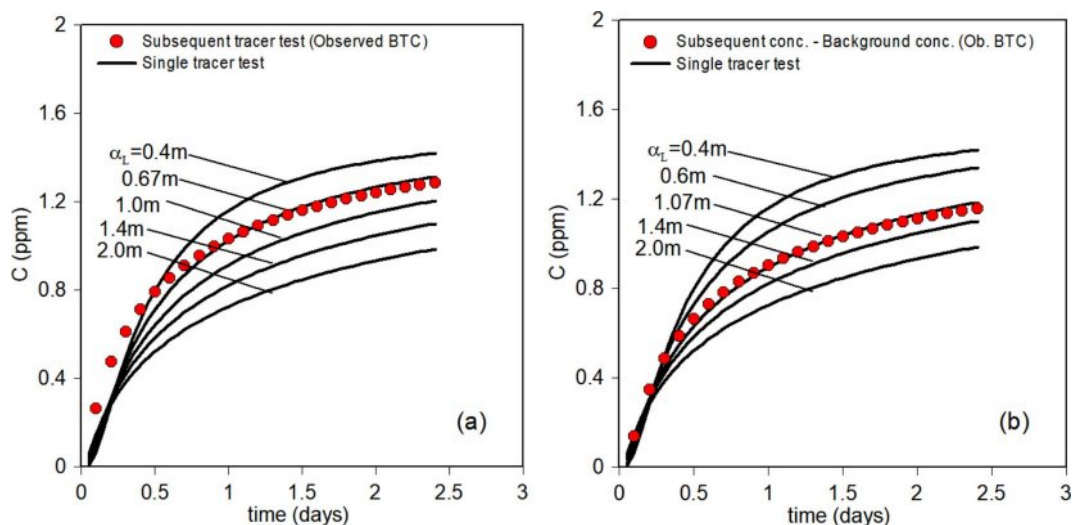 2
Subsequent tracer test (Observed BTC)
Single tracer test
1.6
αL=0.4m
0.67m
1.2
1.0m
1.4m
2.0m
C (ppm)
0.8
0.4
(a)
0
0 0.5 1 1.5 2 2.5 3
time (days)
2
Subsequent conc. - Background conc. (Ob. BTC)
Single tracer test
1.6
αL=0.4m
0.6m
1.2
1.07m
1.4m
2.0m
C (ppm)
0.8
0.4
(b)
0
0 0.5 1 1.5 2 2.5 3
time (days)